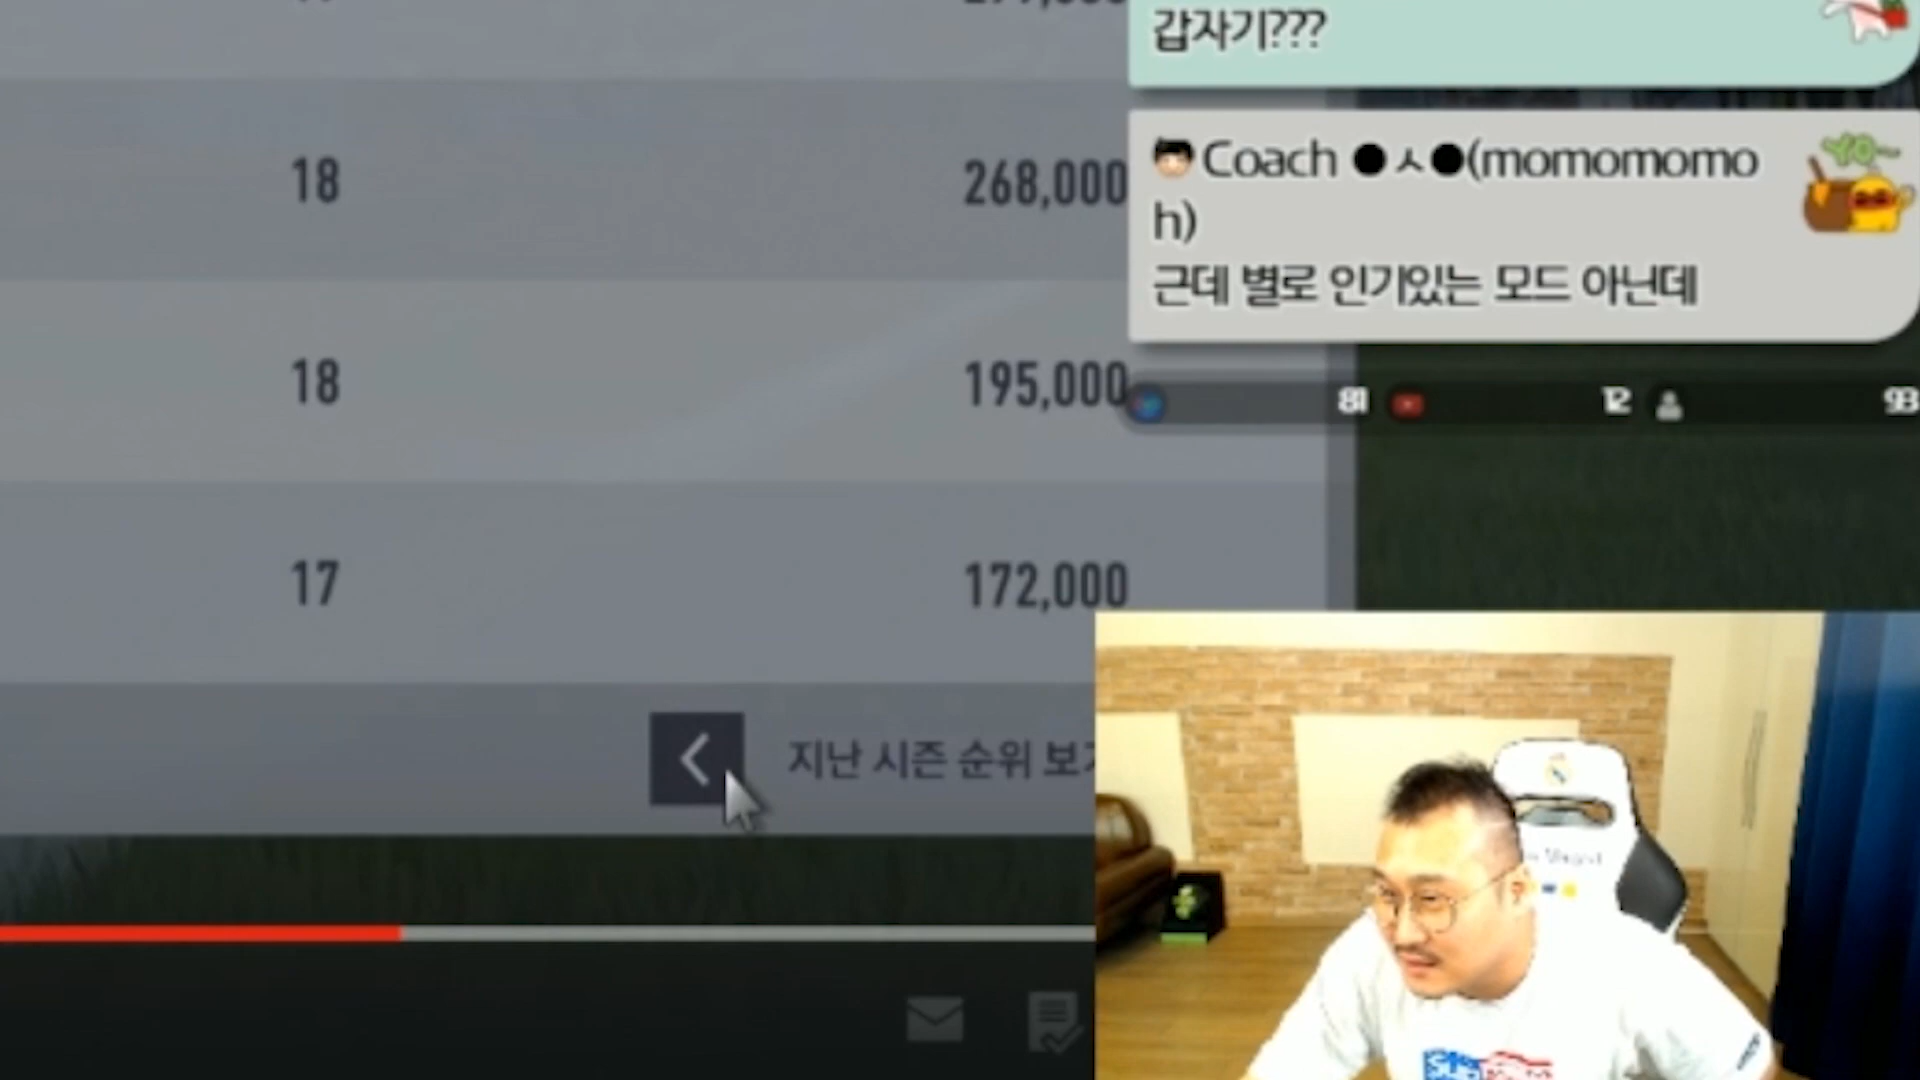 갑자기???
18
268,000
Coach ●ㅅ●(momomomo
h)
근데 별로 인기있는 모드 아닌데
18
195,000
81
12
93
17
172,000
지난 시즌 순위 보기